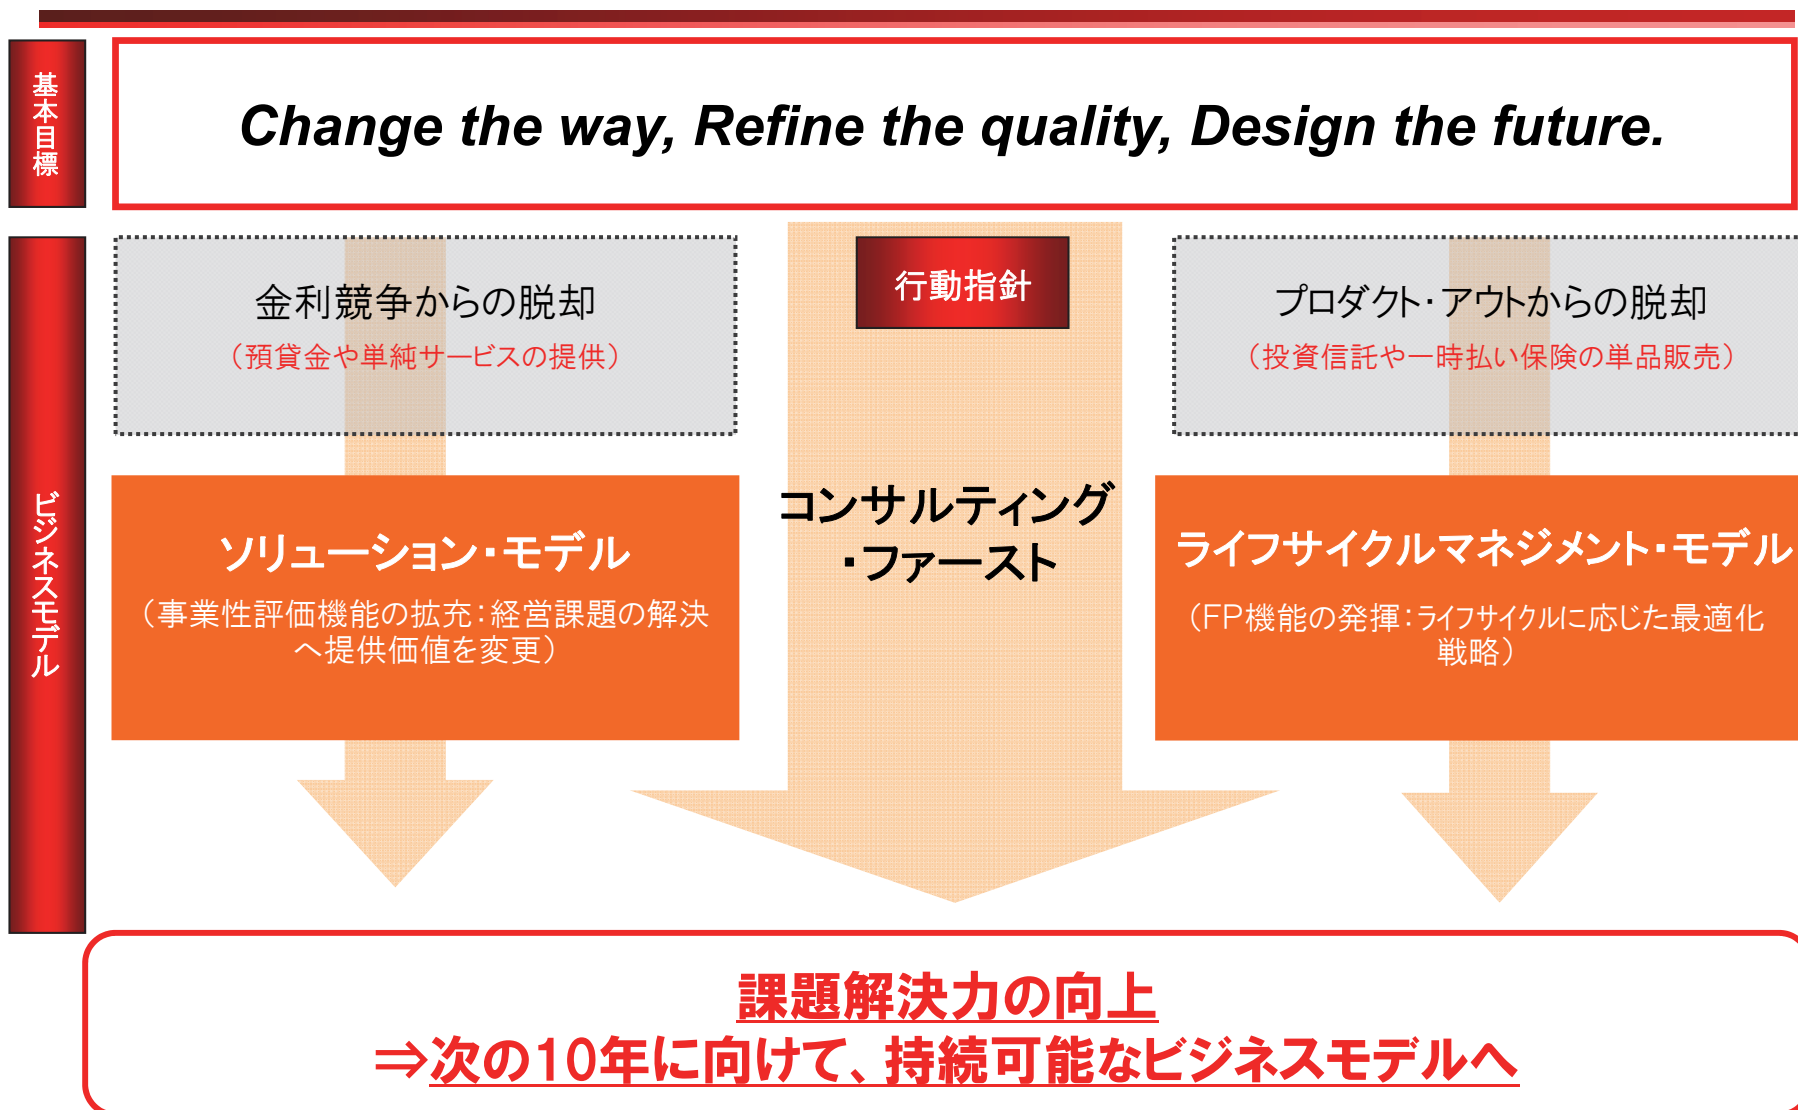 基本目標
Change the way, Refine the quality, Design the future.
ビジネスモデル
金利競争からの脱却
（預貸金や単純サービスの提供）
ソリューション・モデル
（事業性評価機能の拡充：経営課題の解決
へ提供価値を変更）
行動指針
コンサルティング
・ファースト
プロダクト・アウトからの脱却
（投資信託や一時払い保険の単品販売）
ライフサイクルマネジメント・モデル
（FP機能の発揮：ライフサイクルに応じた最適化
戦略）
課題解決力の向上
⇒次の10年に向けて、持続可能なビジネスモデルへ